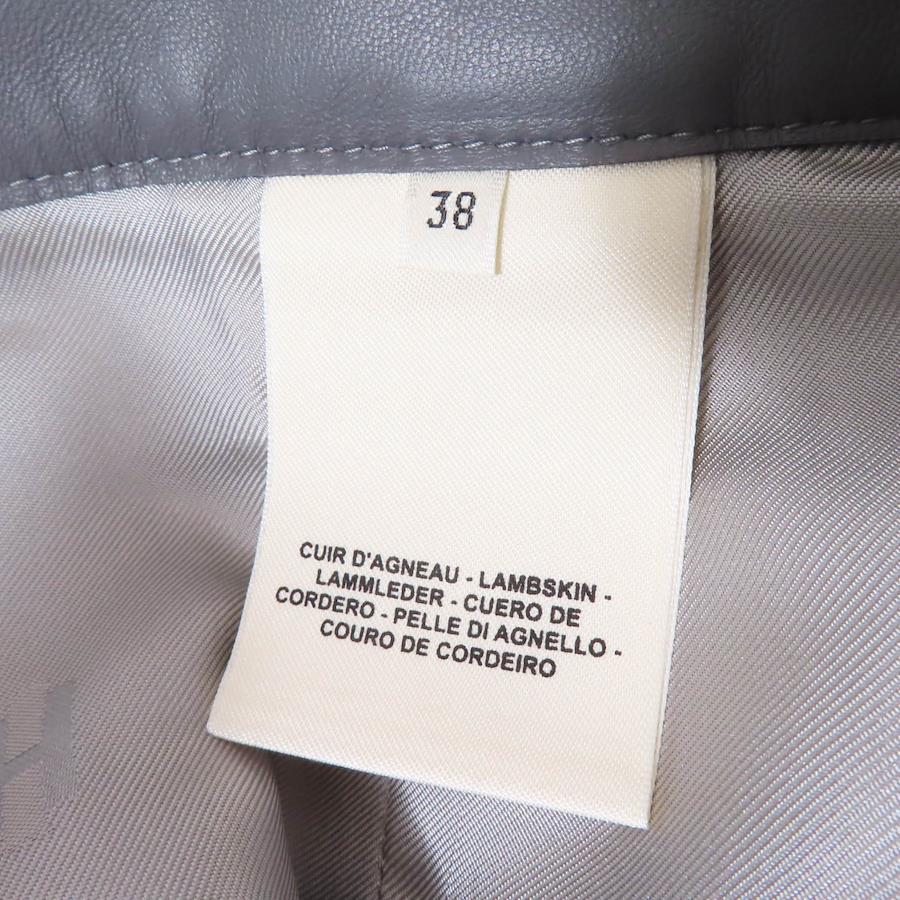 38
CUIR D'AGNEAU - LAMBSKIN -
LAMMLEDER - CUERO DE
CORDERO - PELLE DI AGNELLO -
COURO DE CORDEIRO